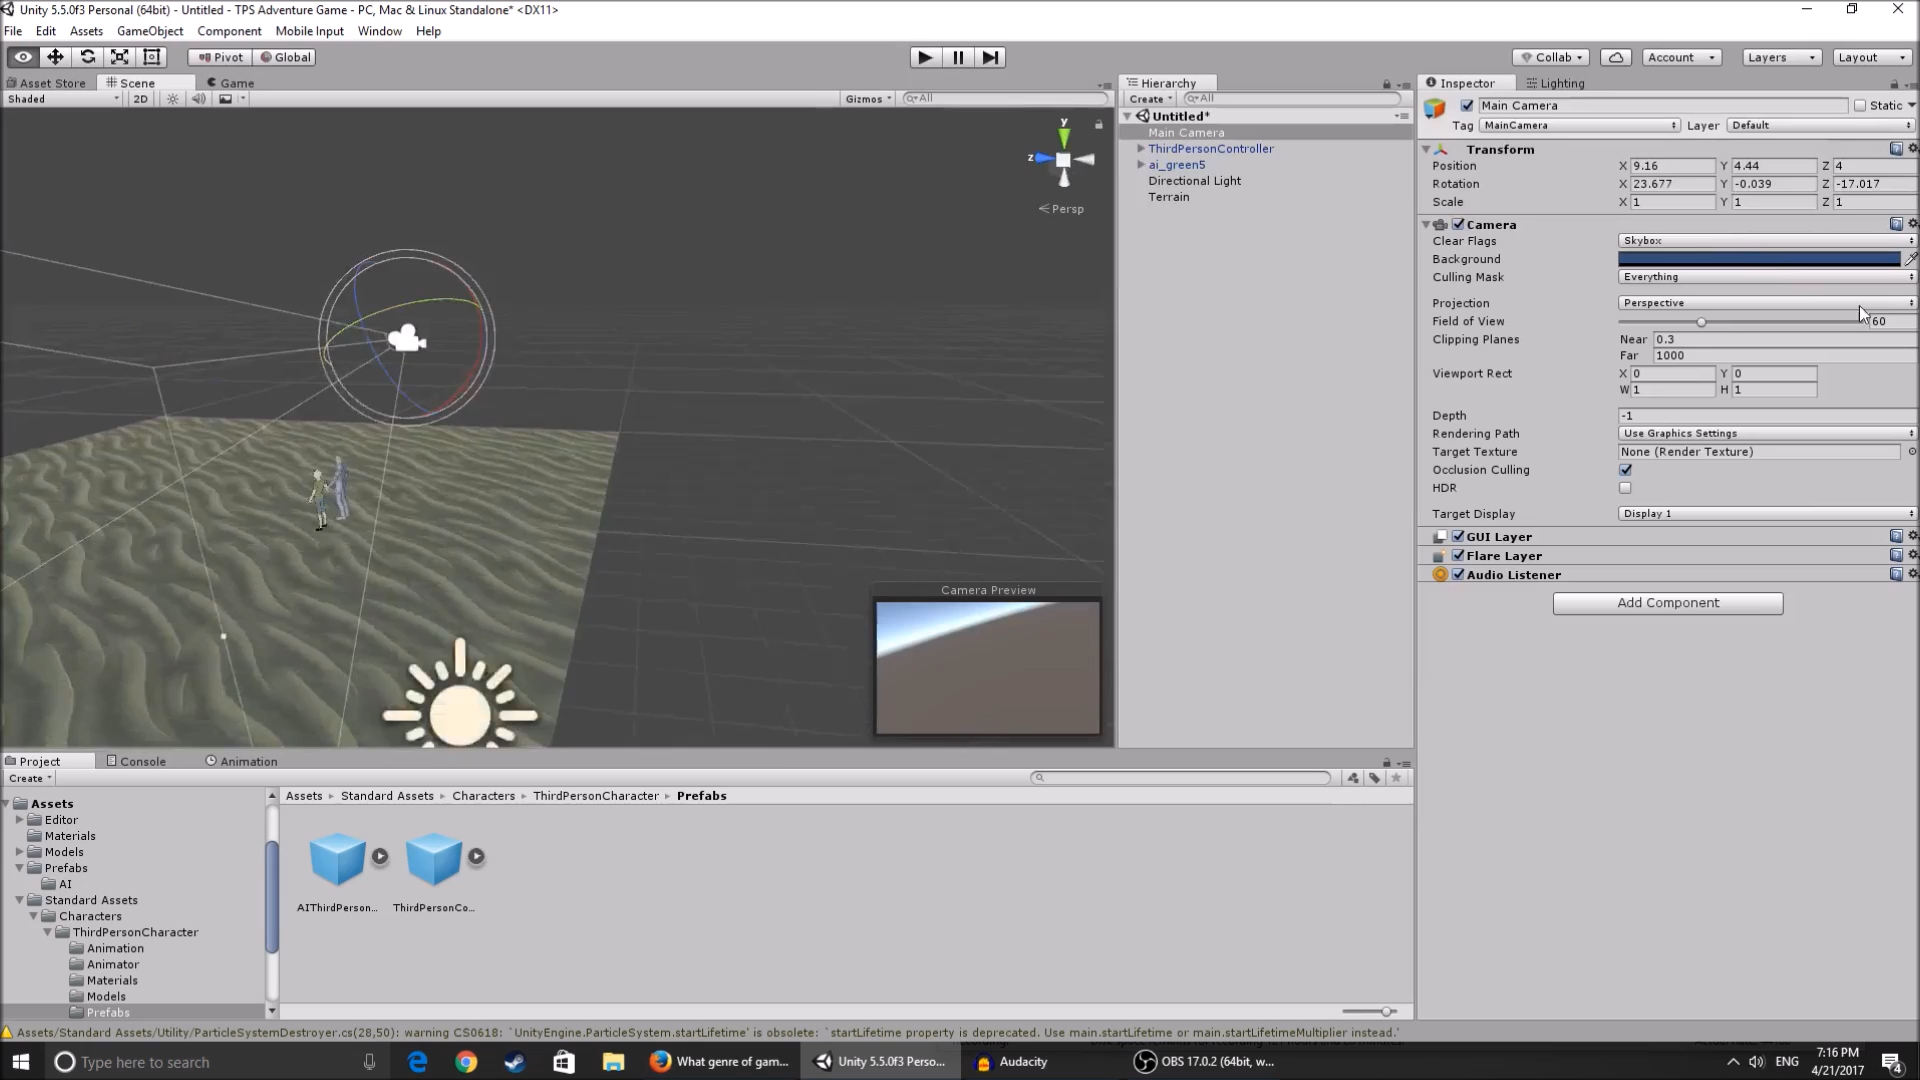 Unity 5.5.0f3 Personal (64bit) - Untitled - TPS Adventure Game - PC, Mac & Linux Standalone* <DX11>
File Edit Assets GameObject Component Mobile Input Window Help
Pivot Global Collab Account Layers Layout
Asset Store Scene Game
Shaded 2D Gizmos All
y
z
Persp
Camera Preview
Hierarchy
Create All
Untitled*
Main Camera
ThirdPersonController
ai_green5
Directional Light
Terrain
Inspector Lighting
Main Camera Static
Tag MainCamera Layer Default
Transform
Position X 9.16 Y 4.44 Z 4
Rotation X 23.677 Y -0.039 Z -17.017
Scale X 1 Y 1 Z 1
Camera
Clear Flags Skybox
Background
Culling Mask Everything
Projection Perspective
Field of View 60
Clipping Planes Near 0.3
Far 1000
Viewport Rect X 0 Y 0
W 1 H 1
Depth -1
Rendering Path Use Graphics Settings
Target Texture None (Render Texture)
Occlusion Culling
HDR
Target Display Display 1
GUI Layer
Flare Layer
Audio Listener
Add Component
Project Console Animation
Create
Assets
Editor
Materials
Models
Prefabs
AI
Standard Assets
Characters
ThirdPersonCharacter
Animation
Animator
Materials
Models
Prefabs
Assets Standard Assets Characters ThirdPersonCharacter Prefabs
AIThirdPerson... ThirdPersonCo...
Assets/Standard Assets/Utility/ParticleSystemDestroyer.cs(28,50): warning CS0618: `UnityEngine.ParticleSystem.startLifetime' is obsolete: `startLifetime property is deprecated. Use main.startLifetime or main.startLifetimeMultiplier instead.'
Type here to search What genre of gam... Unity 5.5.0f3 Perso... Audacity OBS 17.0.2 (64bit, w... ENG 7:16 PM
4/21/2017 4